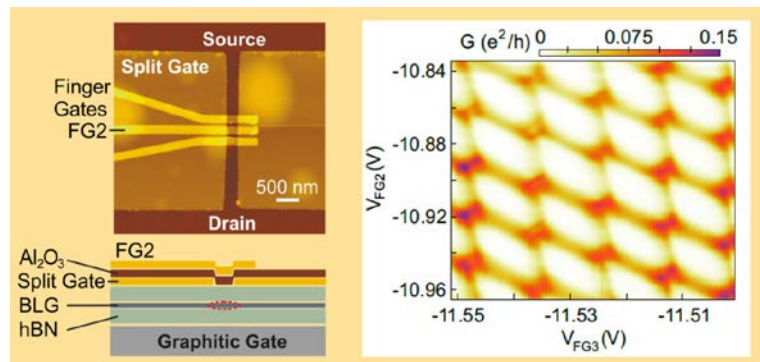 Source
Split Gate
Finger
Gates
FG2
500 nm
Drain
FG2
Al₂O₃
Split Gate
BLG
hBN
Graphitic Gate
G (e²/h) 0 0.075 0.15
-10.84
-10.88
-10.92
-10.96
V_FG2(V)
-11.55 -11.53 -11.51
V_FG3(V)